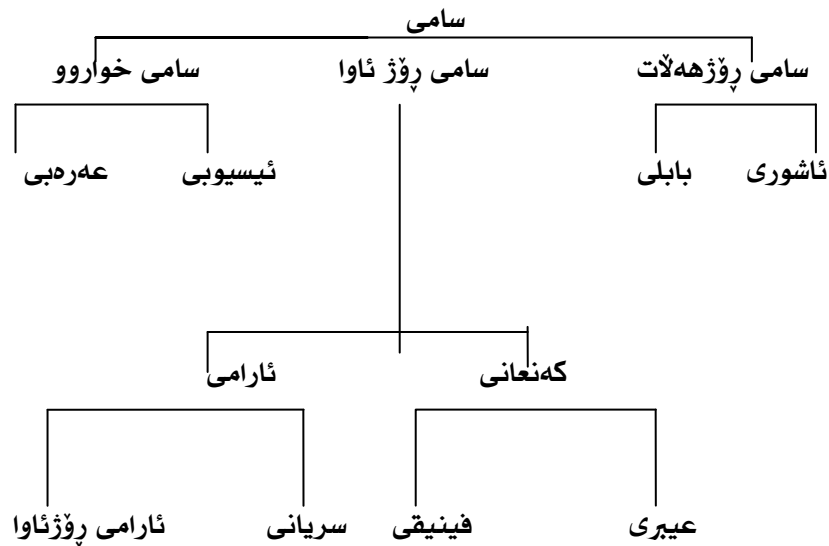 سامی
سامی ڕۆژهەڵات سامی ڕۆژ ئاوا سامی خواروو
ئاشوری بابلی ئیسیوبی عەرەبی
کەنعانی ئارامی
عیبری فینیقی سریانی ئارامی ڕۆژئاوا